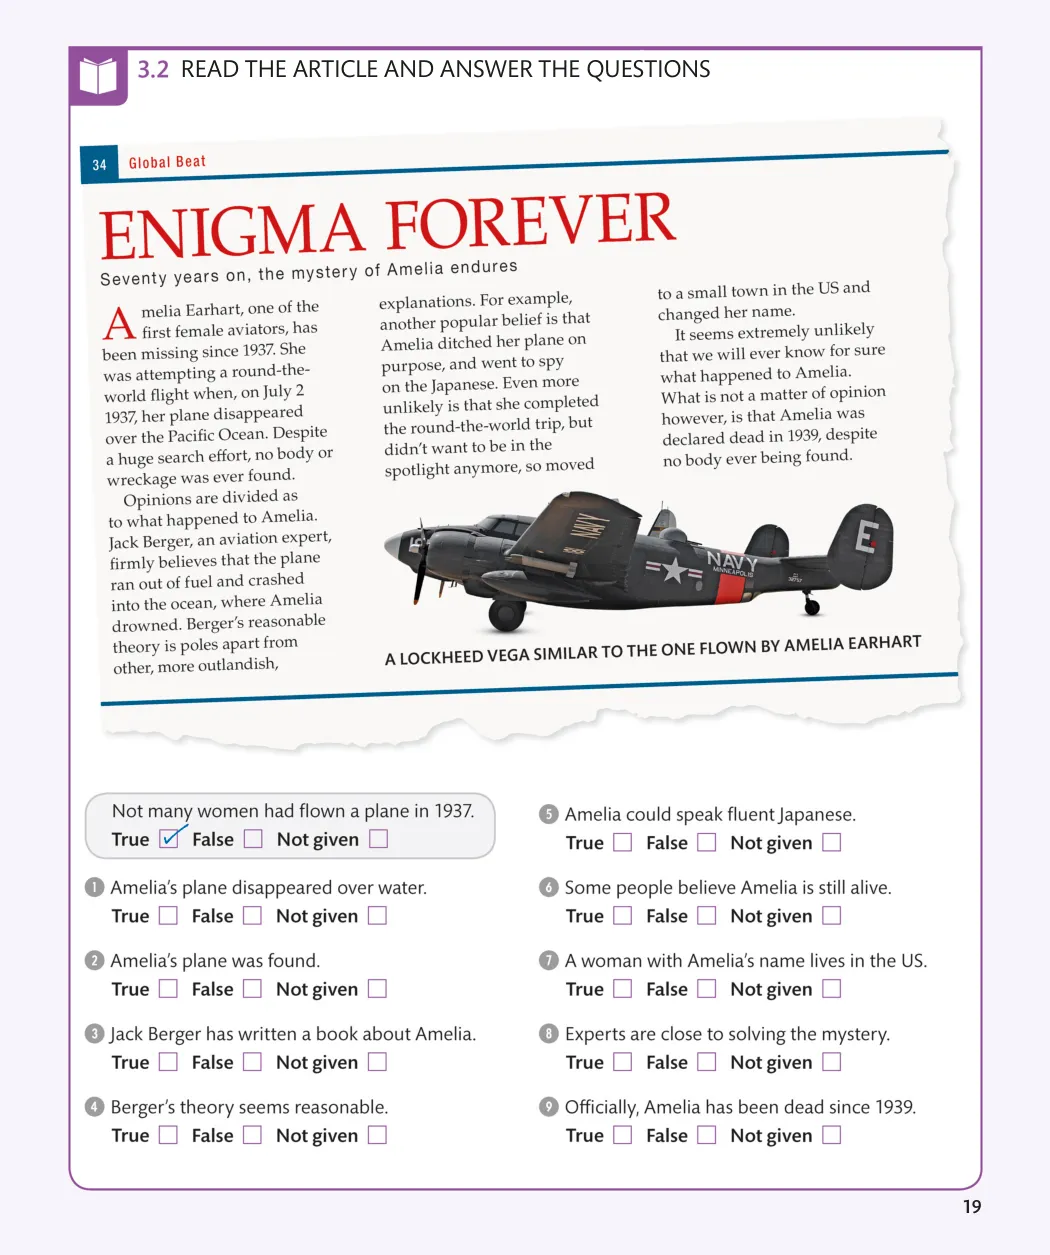 3.2 READ THE ARTICLE AND ANSWER THE QUESTIONS
34 Global Beat
ENIGMA FOREVER
Seventy years on, the mystery of Amelia endures
Amelia Earhart, one of the
first female aviators, has
been missing since 1937. She
was attempting a round-the-
world flight when, on July 2
1937, her plane disappeared
over the Pacific Ocean. Despite
a huge search effort, no body or
wreckage was ever found.
Opinions are divided as
to what happened to Amelia.
Jack Berger, an aviation expert,
firmly believes that the plane
ran out of fuel and crashed
into the ocean, where Amelia
drowned. Berger's reasonable
theory is poles apart from
other, more outlandish,
explanations. For example,
another popular belief is that
Amelia ditched her plane on
purpose, and went to spy
on the Japanese. Even more
unlikely is that she completed
the round-the-world trip, but
didn't want to be in the
spotlight anymore, so moved
to a small town in the US and
changed her name.
It seems extremely unlikely
that we will ever know for sure
what happened to Amelia.
What is not a matter of opinion
however, is that Amelia was
declared dead in 1939, despite
no body ever being found.
NAVY
E
NAVY
MINNEAPOLIS
A LOCKHEED VEGA SIMILAR TO THE ONE FLOWN BY AMELIA EARHART
Not many women had flown a plane in 1937.
True False Not given
1 Amelia's plane disappeared over water.
True False Not given
2 Amelia's plane was found.
True False Not given
3 Jack Berger has written a book about Amelia.
True False Not given
4 Berger's theory seems reasonable.
True False Not given
5 Amelia could speak fluent Japanese.
True False Not given
6 Some people believe Amelia is still alive.
True False Not given
7 A woman with Amelia's name lives in the US.
True False Not given
8 Experts are close to solving the mystery.
True False Not given
9 Officially, Amelia has been dead since 1939.
True False Not given
19